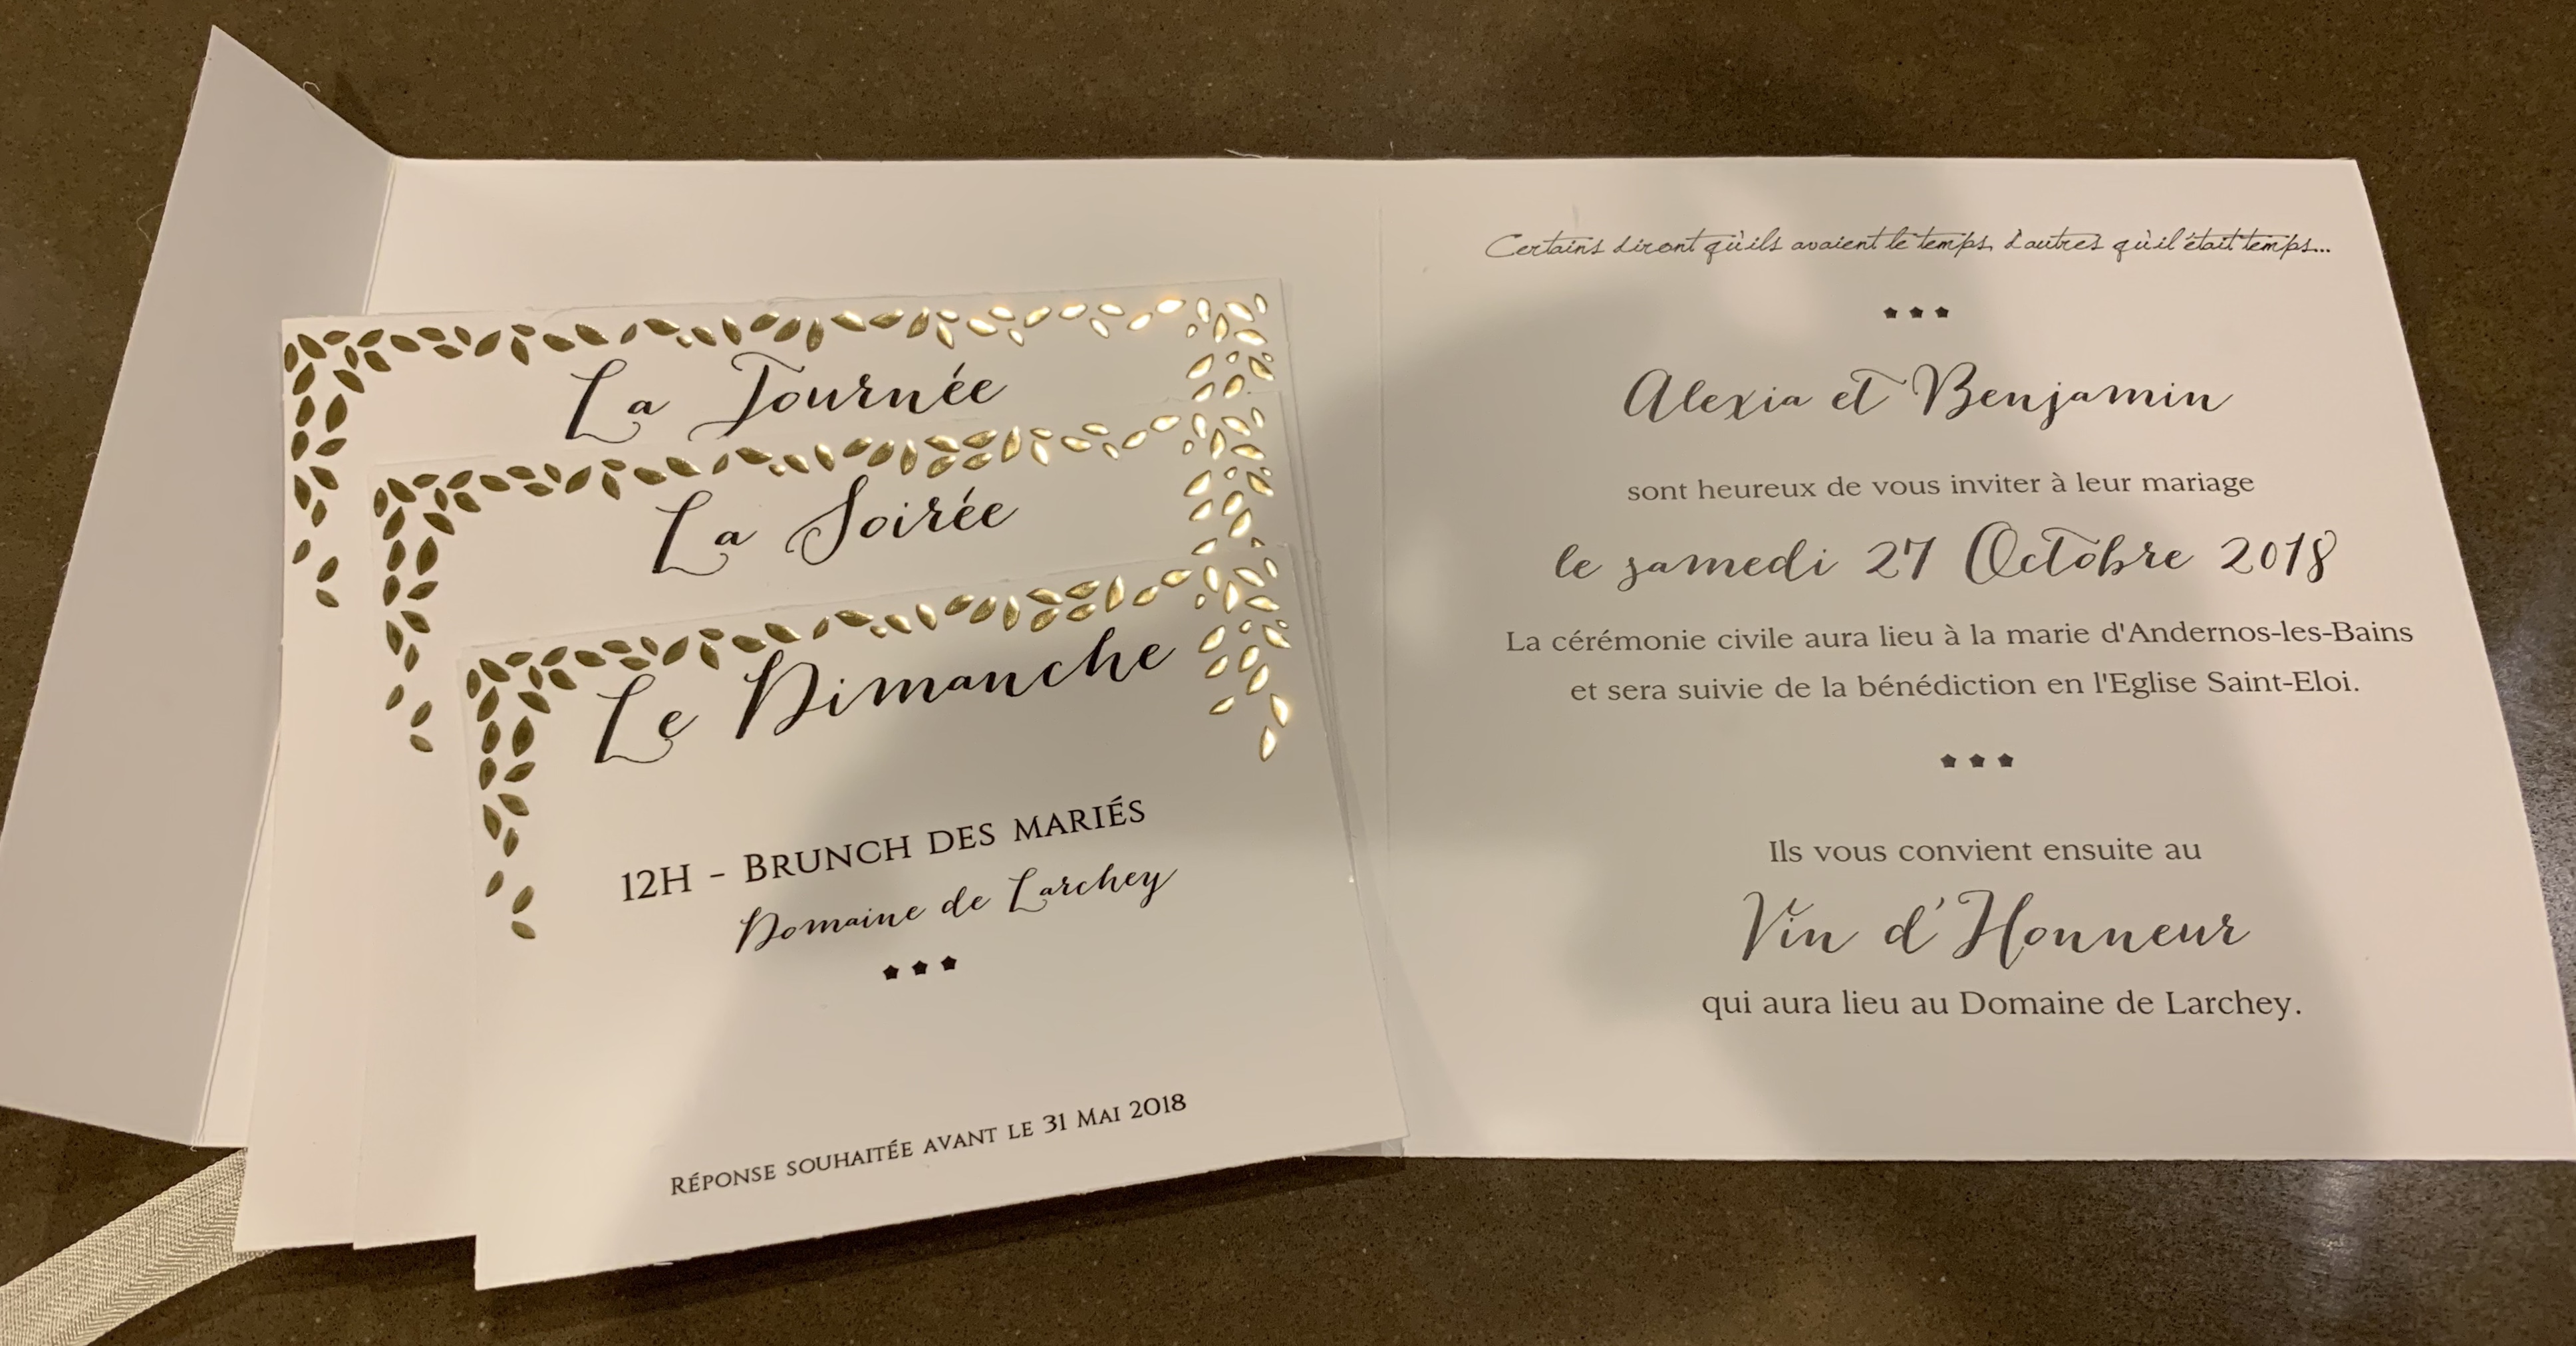 La Journée
La Soirée
Le Dimanche
12H - BRUNCH DES MARIÉS
Domaine de Larchey
RÉPONSE SOUHAITÉE AVANT LE 31 MAI 2018
Certains diront qu'ils avaient le temps, d'autres qu'il était temps...
Alexia et Benjamin
sont heureux de vous inviter à leur mariage
le samedi 27 Octobre 2018
La cérémonie civile aura lieu à la marie d'Andernos-les-Bains
et sera suivie de la bénédiction en l'Eglise Saint-Eloi.
Ils vous convient ensuite au
Vin d'Honneur
qui aura lieu au Domaine de Larchey.